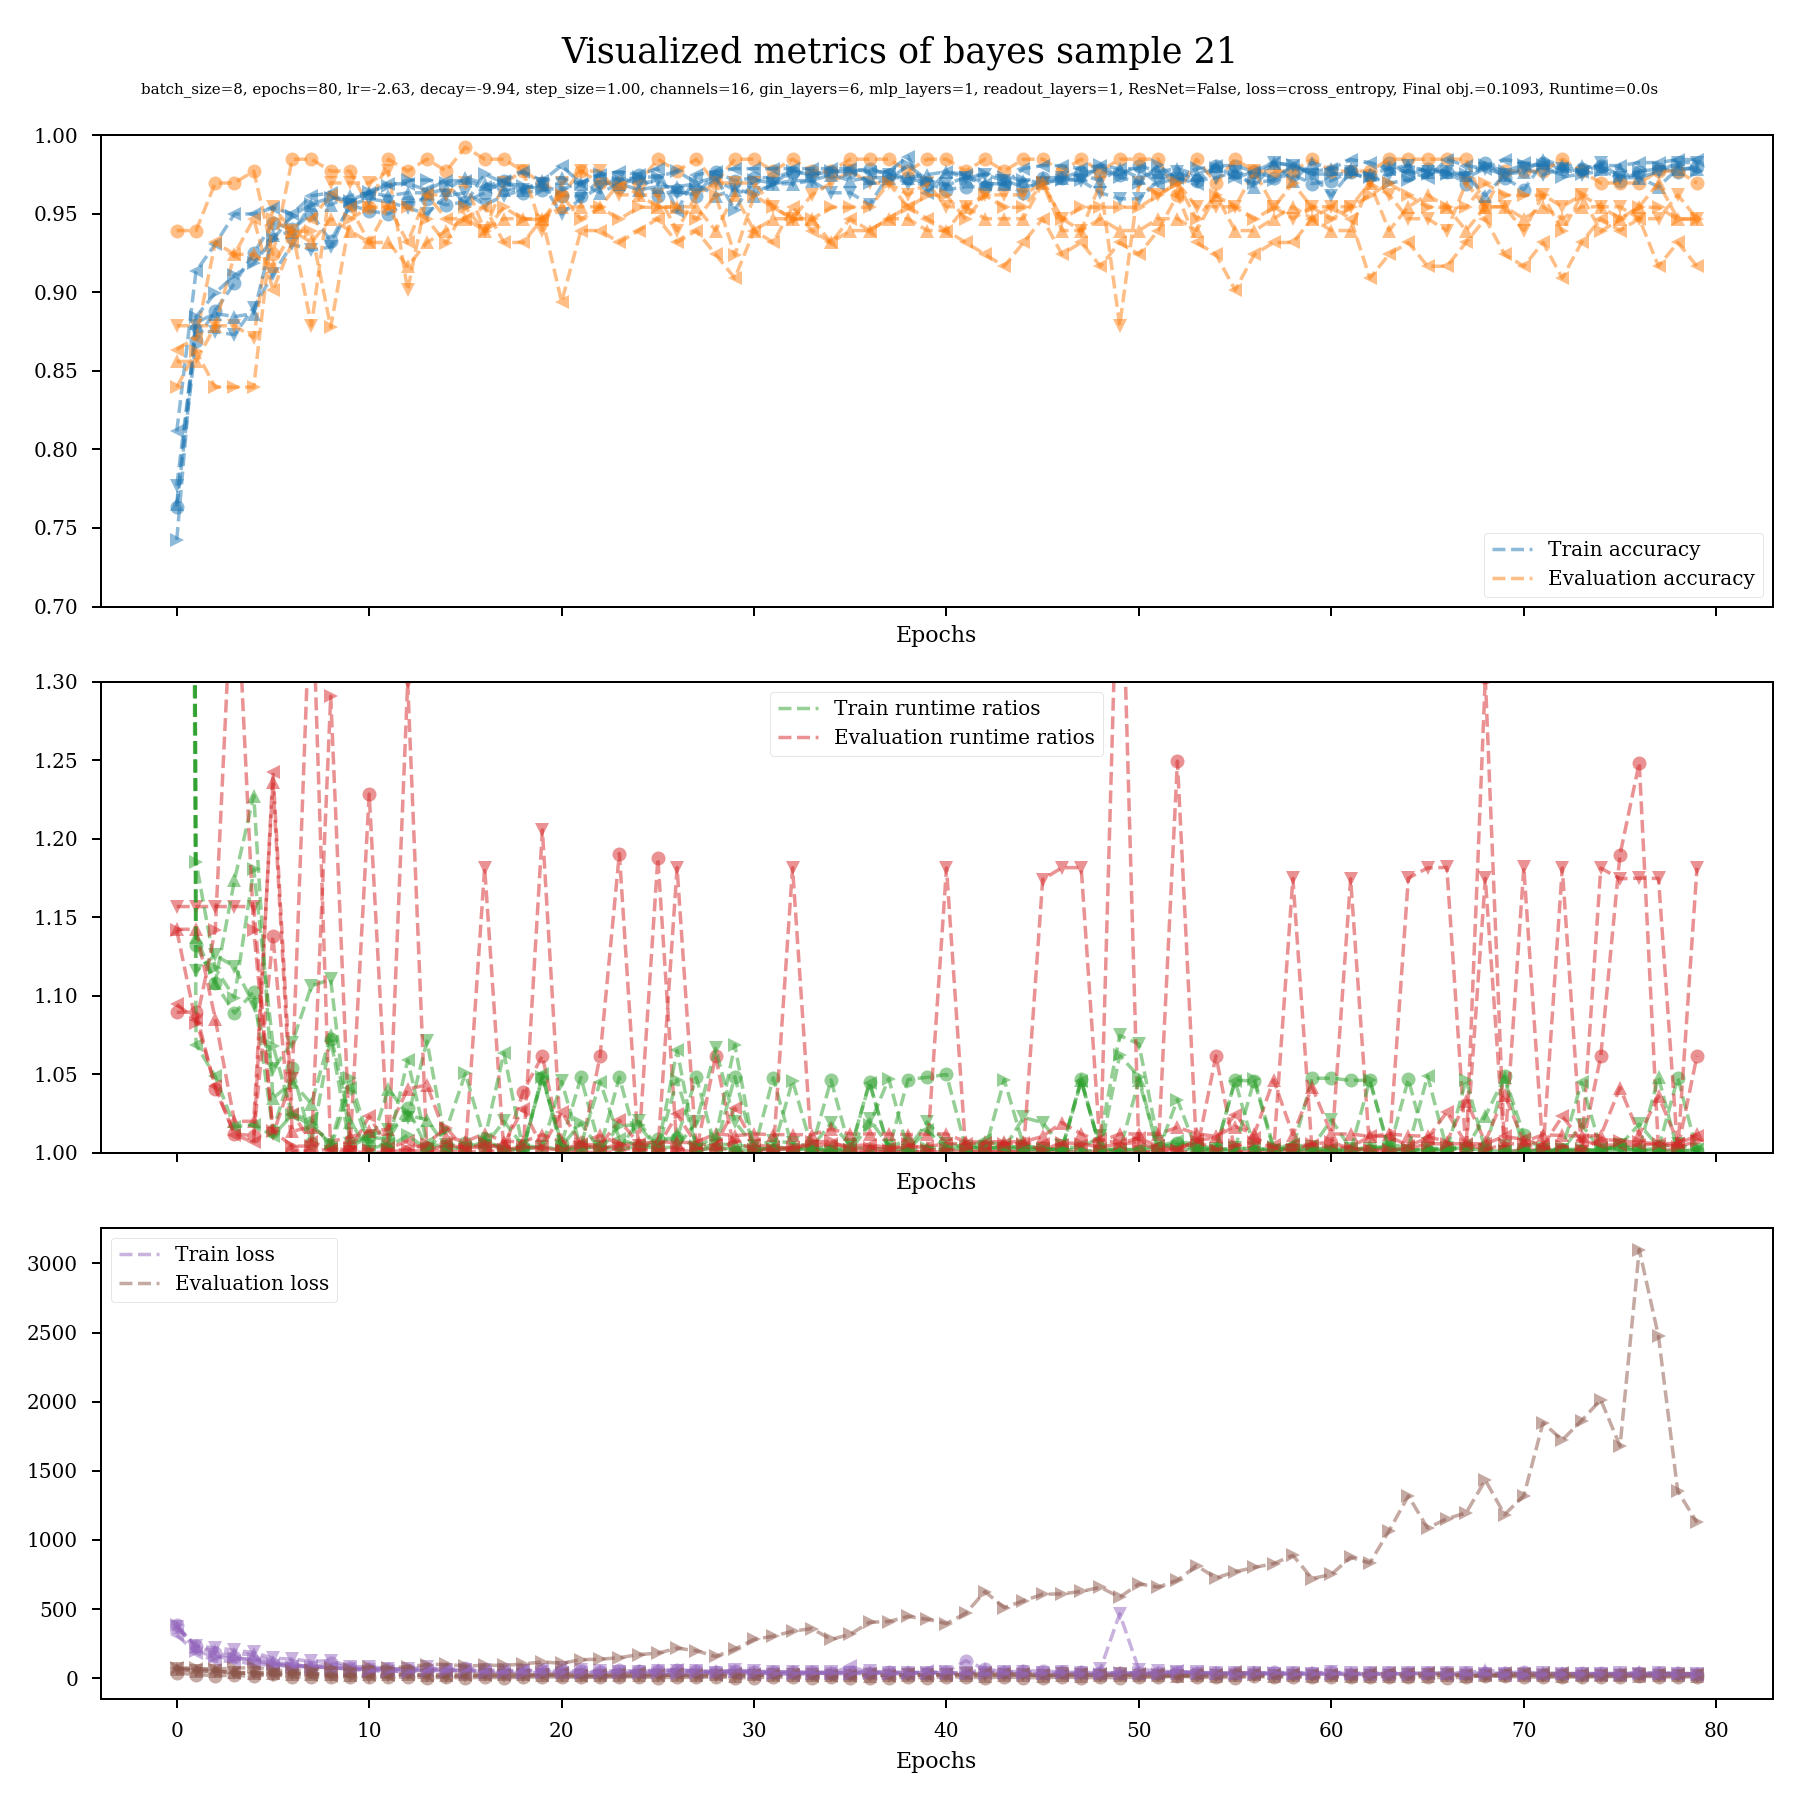 Visualized metrics of bayes sample 21
batch_size=8, epochs=80, lr=-2.63, decay=-9.94, step_size=1.00, channels=16, gin_layers=6, mlp_layers=1, readout_layers=1, ResNet=False, loss=cross_entropy, Final obj.=0.1093, Runtime=0.0s
1.00
0.95
0.90
0.85
0.80
0.75
0.70
Train accuracy
Evaluation accuracy
Epochs
1.30
1.25
1.20
1.15
1.10
1.05
1.00
Train runtime ratios
Evaluation runtime ratios
Epochs
3000
2500
2000
1500
1000
500
0
Train loss
Evaluation loss
0 10 20 30 40 50 60 70 80
Epochs